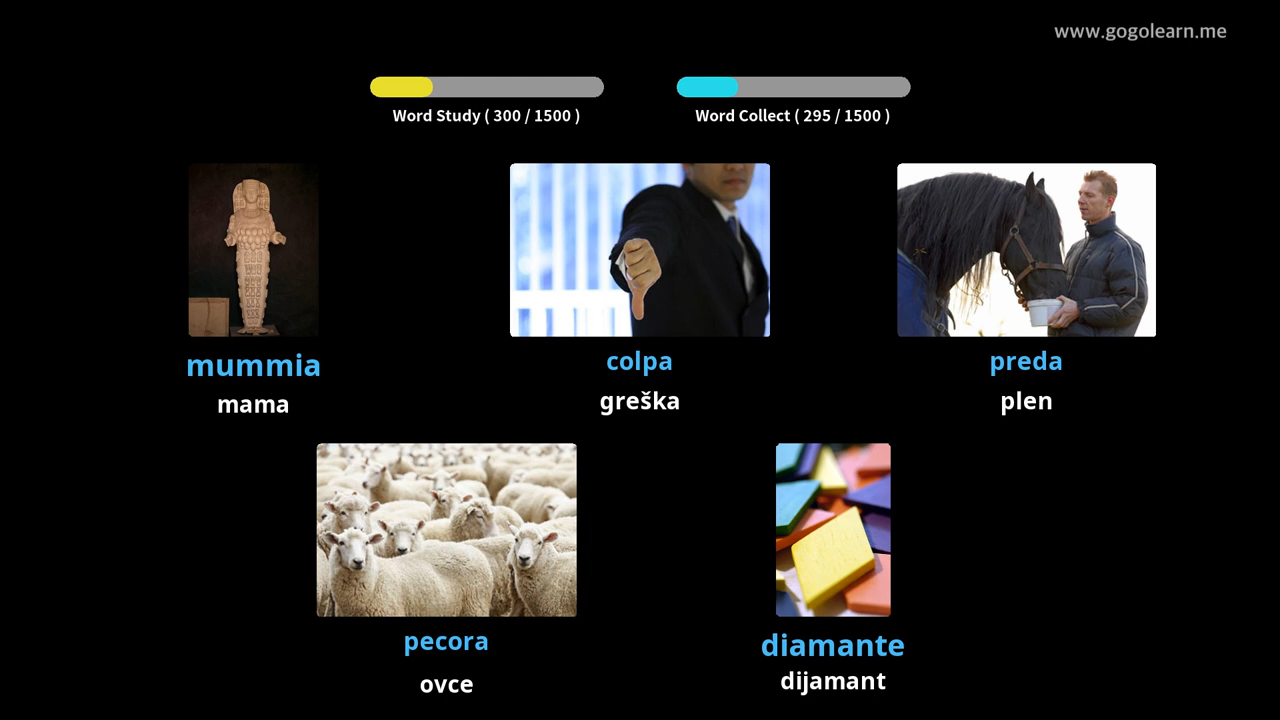 www.gogolearn.me
Word Study ( 300 / 1500 )
Word Collect ( 295 / 1500 )
mummia
mama
colpa
greška
preda
plen
pecora
ovce
diamante
dijamant